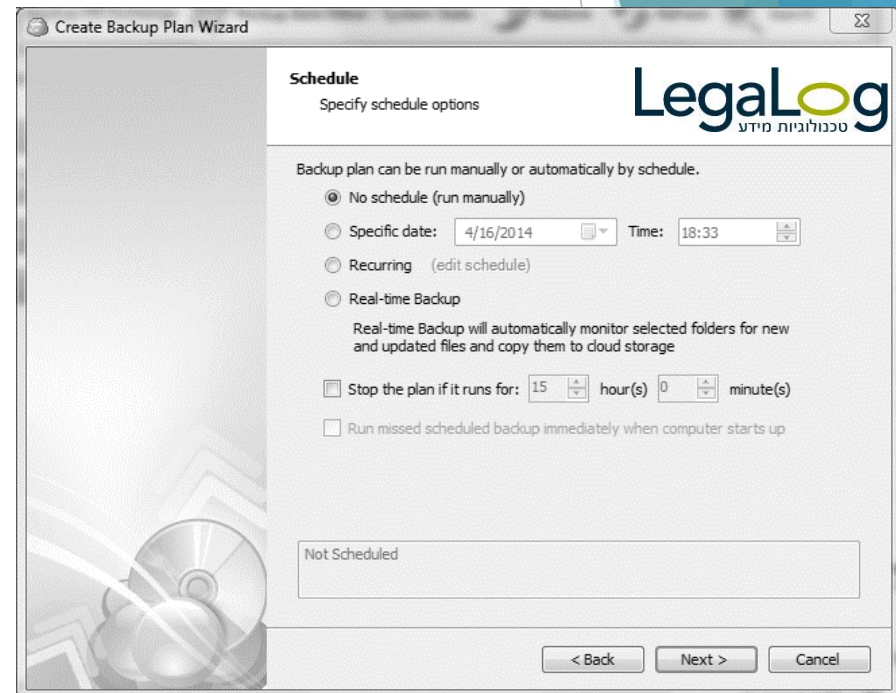 Create Backup Plan Wizard
Schedule
Specify schedule options
LegaLog
טכנולוגיות מידע
Backup plan can be run manually or automatically by schedule.
No schedule (run manually)
Specific date: 4/16/2014 Time: 18:33
Recurring (edit schedule)
Real-time Backup
Real-time Backup will automatically monitor selected folders for new
and updated files and copy them to cloud storage
Stop the plan if it runs for: 15 hour(s) 0 minute(s)
Run missed scheduled backup immediately when computer starts up
Not Scheduled
< Back Next > Cancel